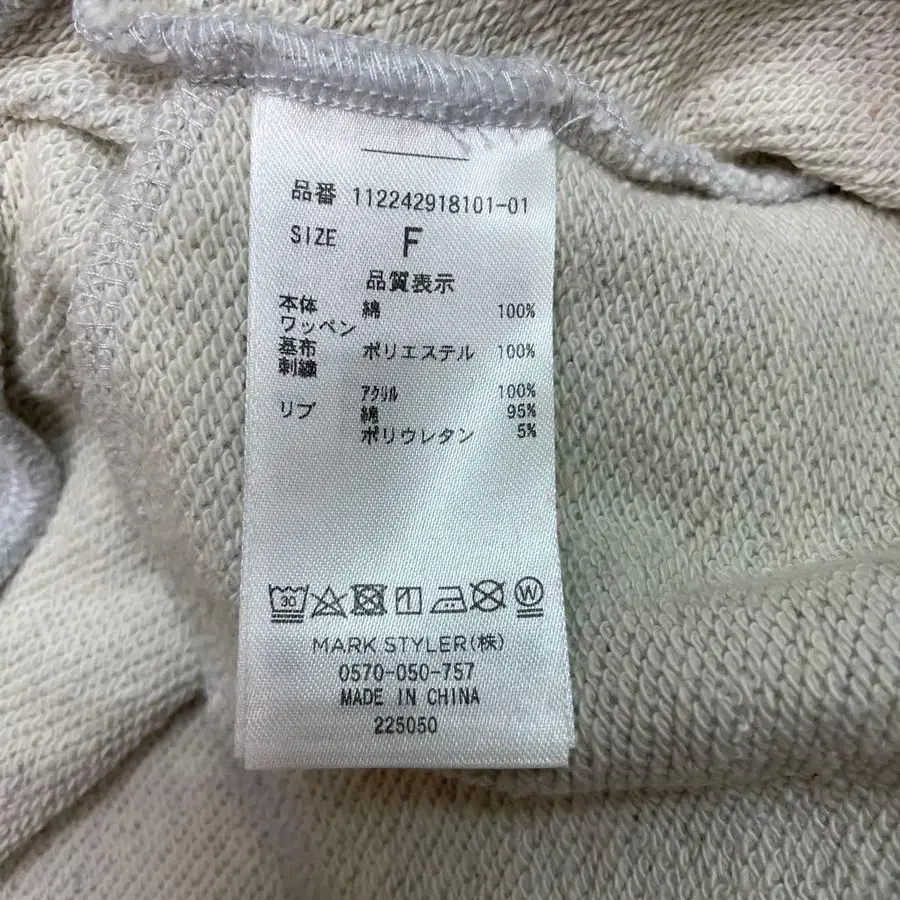 品番 112242918101-01
SIZE F
品質表示
本体 綿 100%
ワッペン
基布 ポリエステル 100%
刺繍
アクリル 100%
リブ 綿 95%
ポリウレタン 5%
30 W
MARK STYLER(株)
0570-050-757
MADE IN CHINA
225050